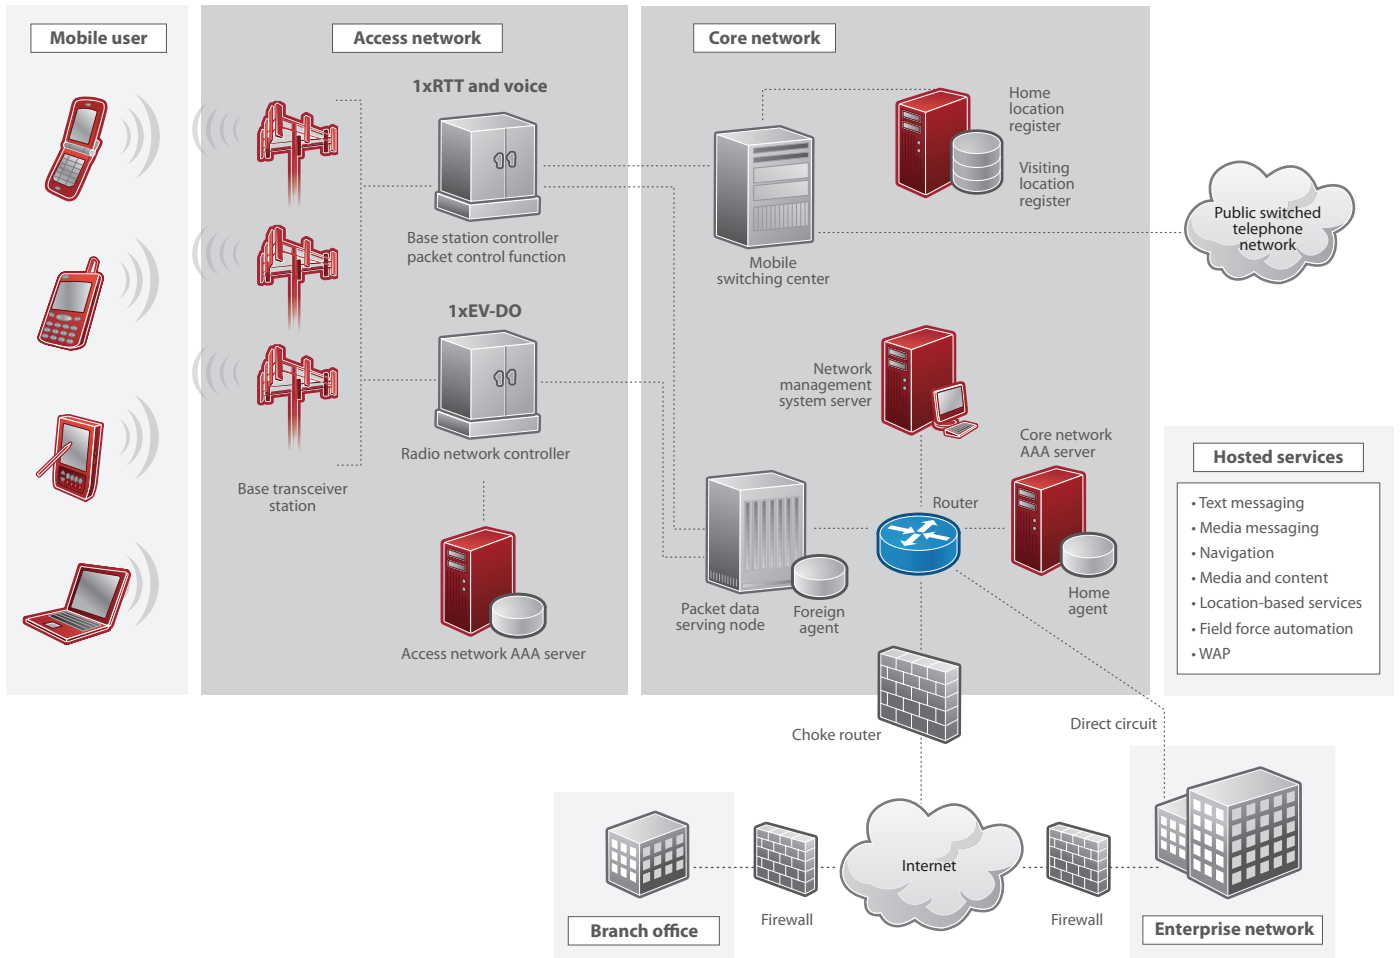 Mobile user
Access network
Core network
1xRTT and voice
Base station controller
packet control function
1xEV-DO
Radio network controller
Base transceiver
station
Access network AAA server
Home
location
register
Visiting
location
register
Mobile
switching center
Public switched
telephone
network
Network
management
system server
Core network
AAA server
Router
Packet data
serving node
Foreign
agent
Home
agent
Hosted services
• Text messaging
• Media messaging
• Navigation
• Media and content
• Location-based services
• Field force automation
• WAP
Choke router
Direct circuit
Internet
Firewall
Firewall
Branch office
Enterprise network